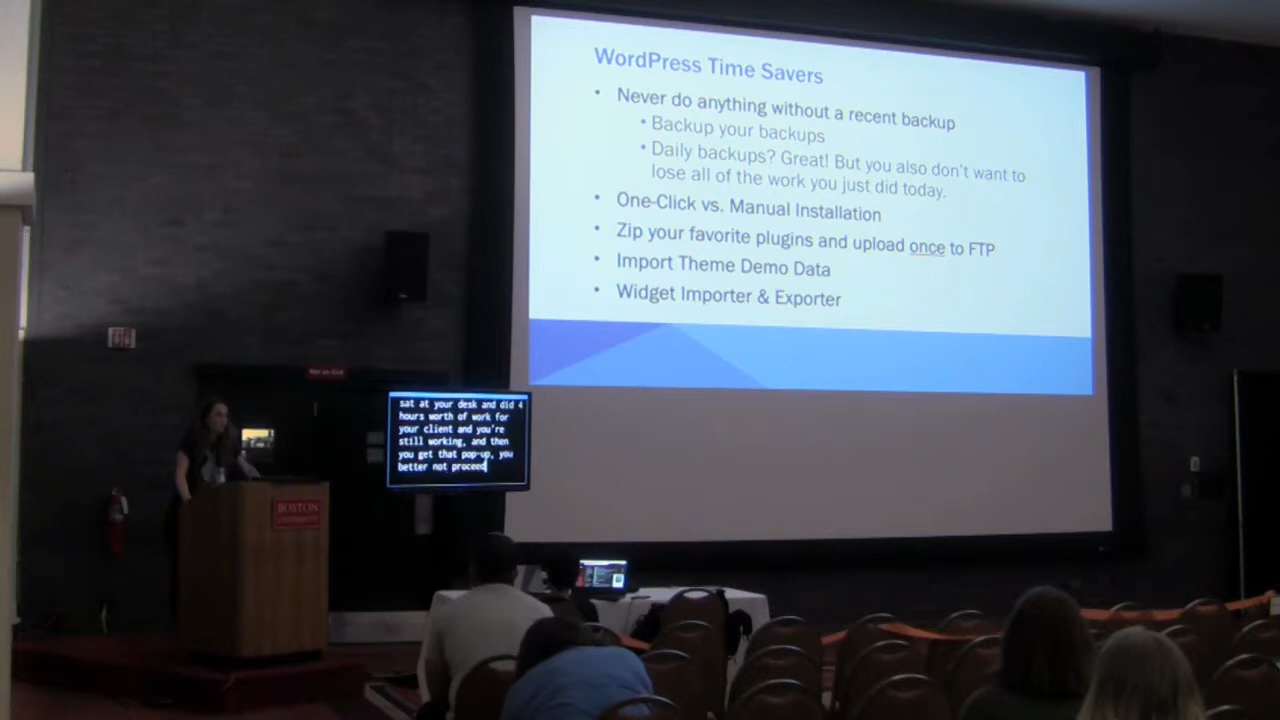 WordPress Time Savers
• Never do anything without a recent backup
• Backup your backups
• Daily backups? Great! But you also don't want to
lose all of the work you just did today.
• One-Click vs. Manual Installation
• Zip your favorite plugins and upload once to FTP
• Import Theme Demo Data
• Widget Importer & Exporter
sat at your desk and did 4
hours worth of work for
your client and you're
still working, and then
you get that pop-up, you
better not proceed
BOSTON